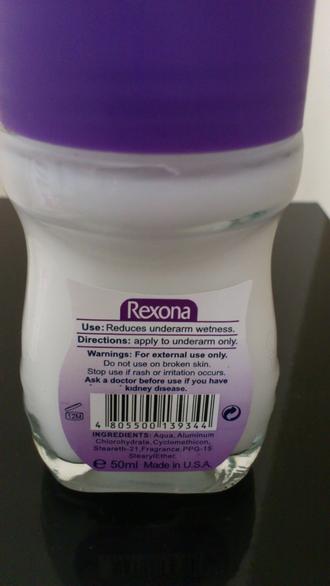 Rexona
Use: Reduces underarm wetness.
Directions: apply to underarm only.
Warnings: For external use only.
Do not use on broken skin.
Stop use if rash or irritation occurs.
Ask a doctor before use if you have
kidney disease.
12M
4 805500 139344
INGREDIENTS: Aqua, Aluminum
Chlorohydrate, Cyclomethicon,
Steareth-21, Fragrance, PPG-15
StearylEther.
℮ 50ml Made in U.S.A.